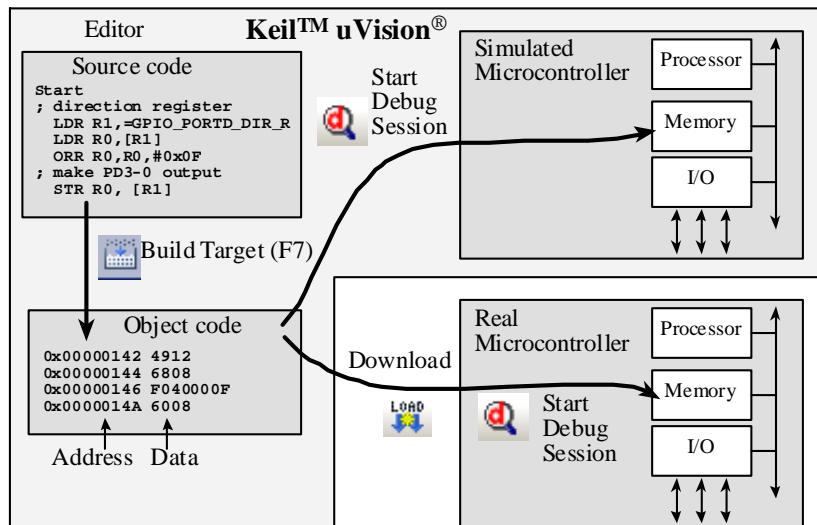 Editor
Keil™ uVision®
Source code
Start
; direction register
LDR R1,=GPIO_PORTD_DIR_R
LDR R0,[R1]
ORR R0,R0,#0x0F
; make PD3-0 output
STR R0, [R1]
Build Target (F7)
Object code
0x00000142 4912
0x00000144 6808
0x00000146 F040000F
0x0000014A 6008
Address Data
Start
Debug
Session
Simulated
Microcontroller
Processor
Memory
I/O
Download
LOAD
Real
Microcontroller
Start
Debug
Session
Processor
Memory
I/O